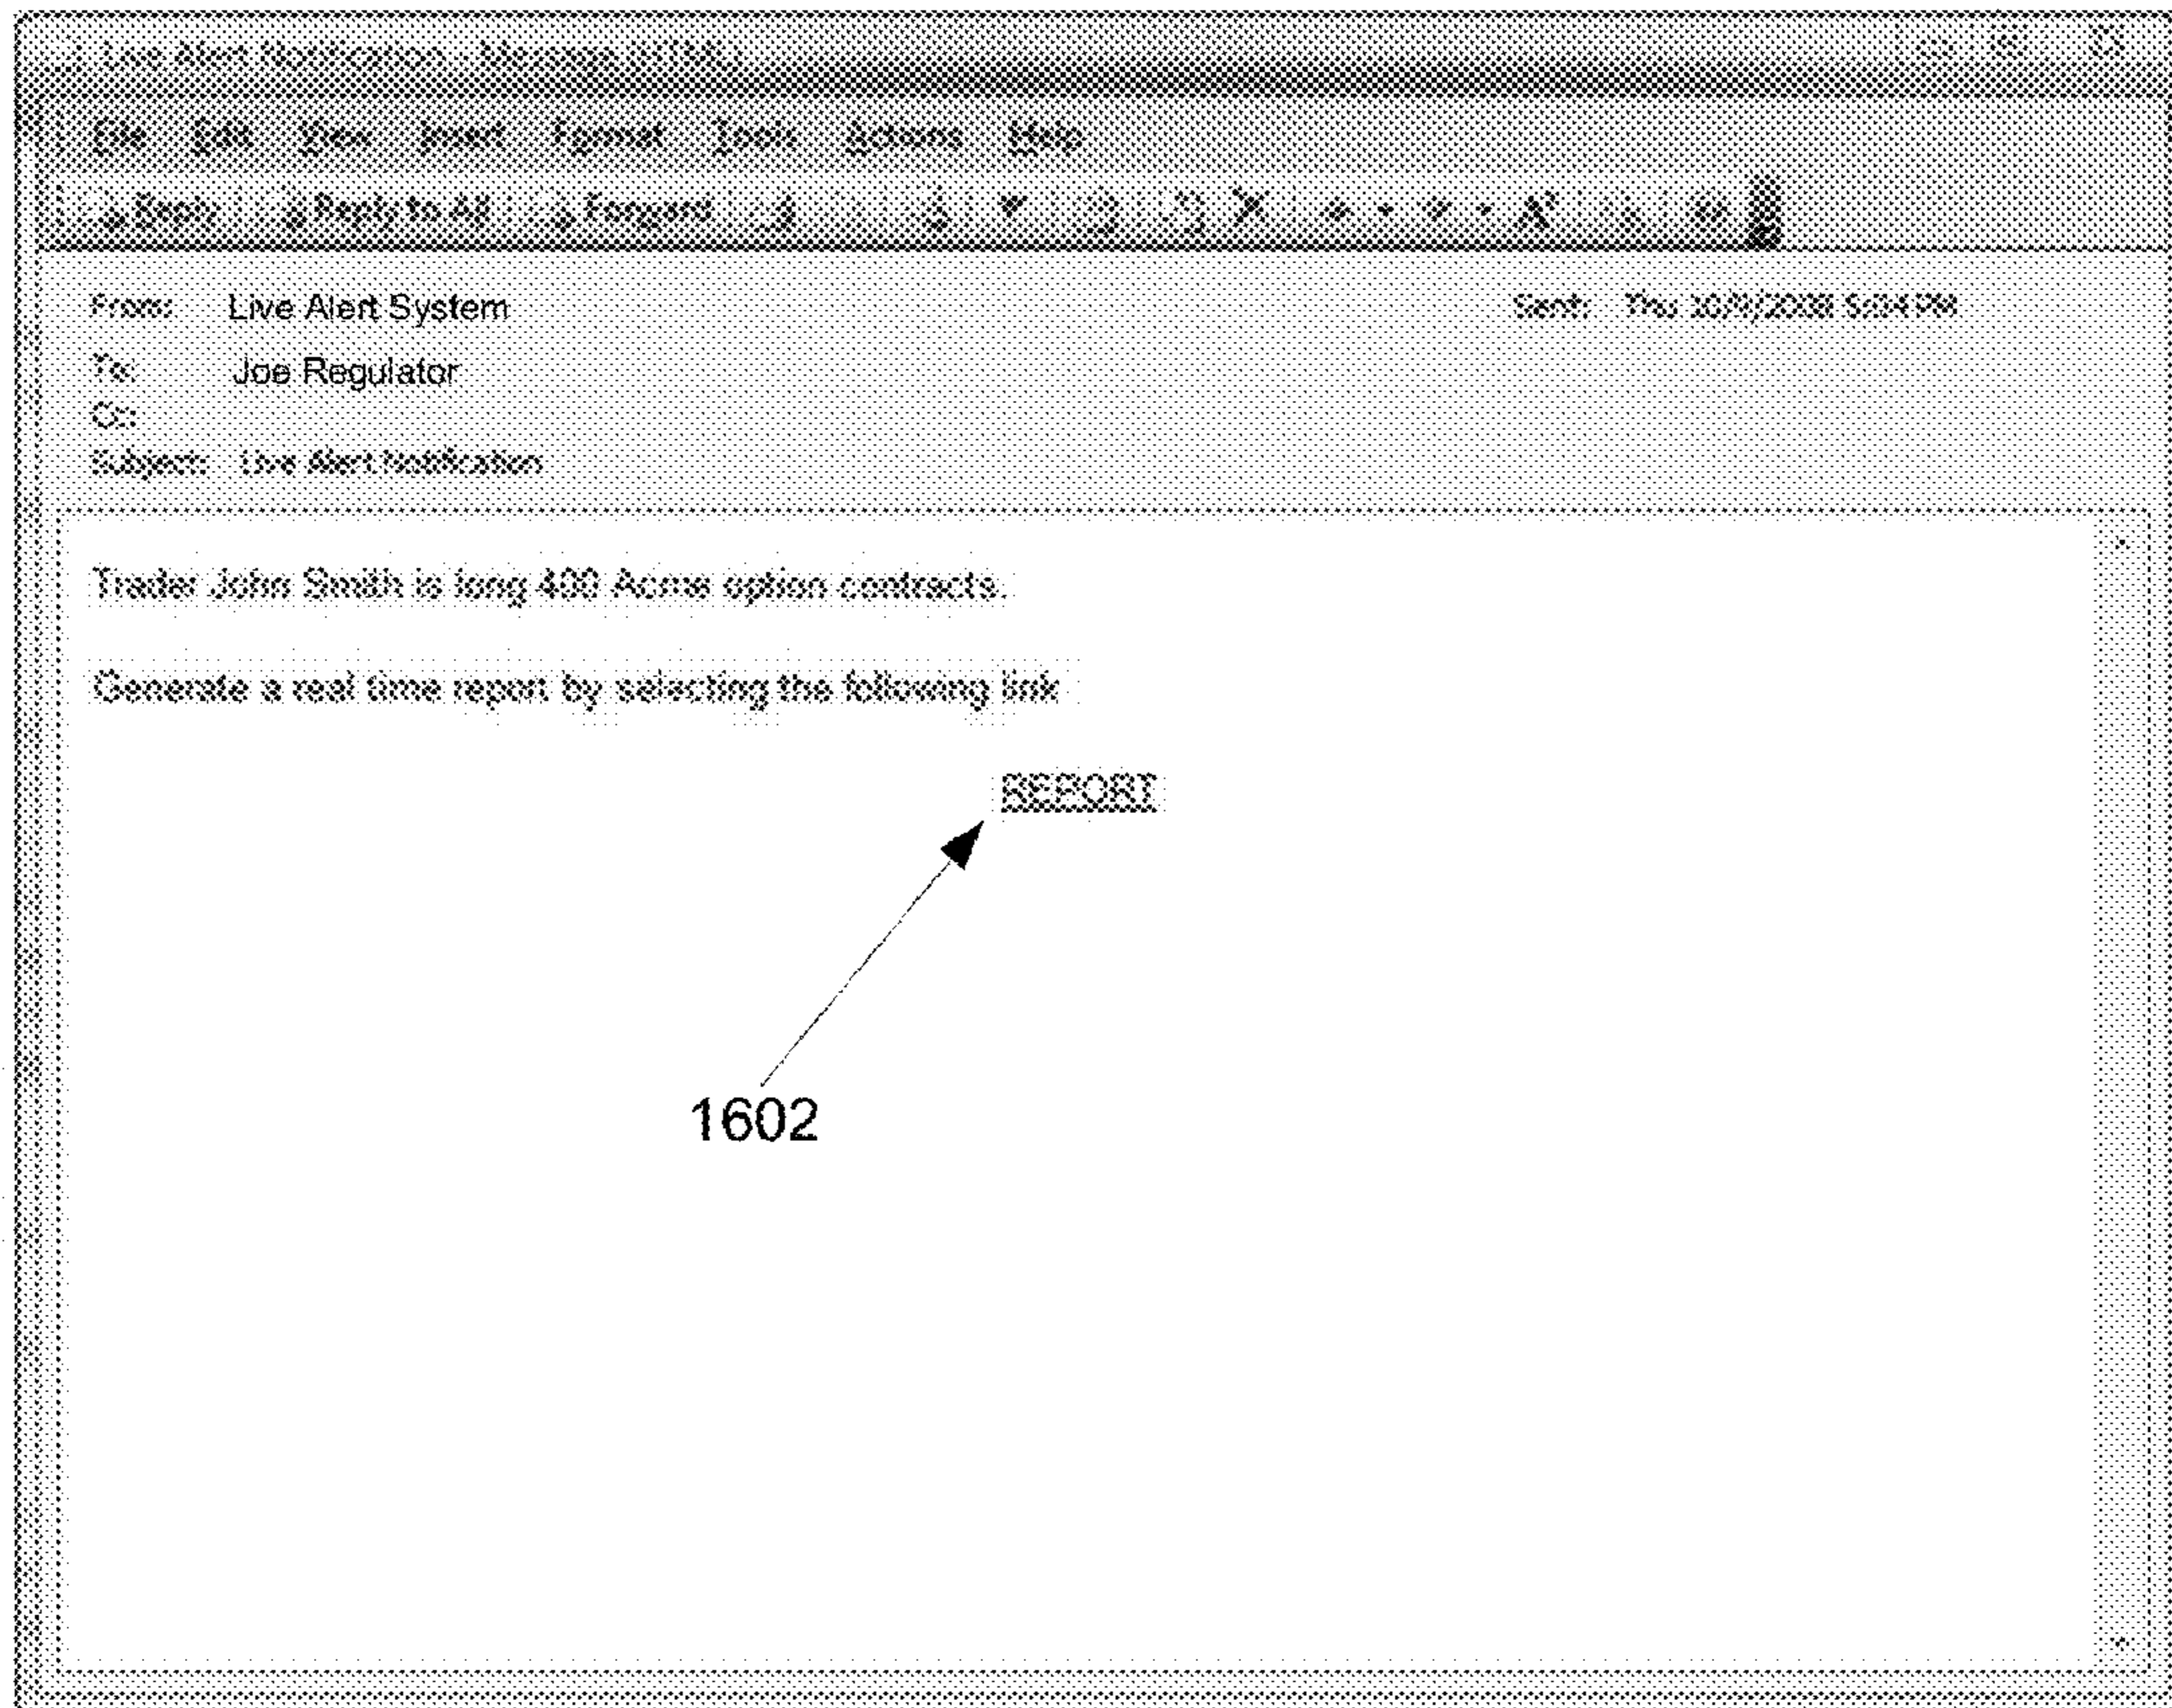 Live Alert Notification - Message (HTML)
File Edit View Insert Format Tools Actions Help
Reply Reply to All Forward
From: Live Alert System
Sent: Thu 10/9/2008 5:04 PM
To: Joe Regulator
Cc:
Subject: Live Alert Notification
Trader John Smith is long 400 Acme option contracts.
Generate a real time report by selecting the following link
REPORT
1602